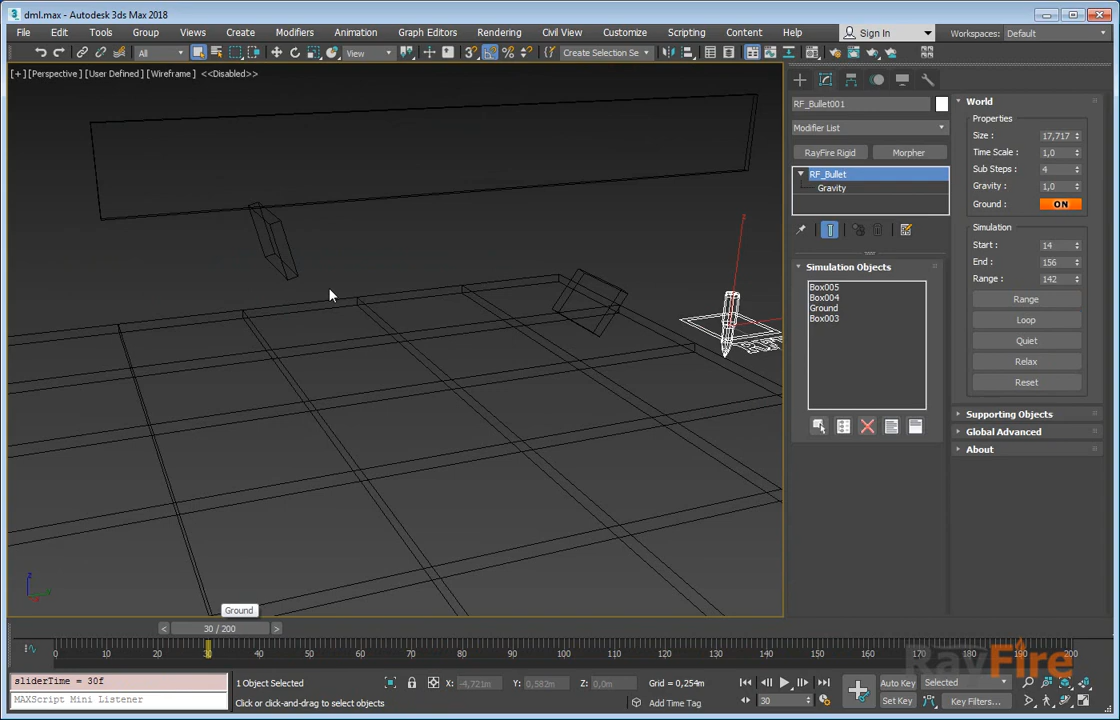 dml.max - Autodesk 3ds Max 2018
File Edit Tools Group Views Create Modifiers Animation Graph Editors Rendering Civil View Customize Scripting Content Help Sign In Workspaces: Default
All View Create Selection Se
[+] [Perspective] [User Defined] [Wireframe] <<Disabled>>
RF_Bullet001
Modifier List
RayFire Rigid Morpher
RF_Bullet
Gravity
Simulation Objects
Box005
Box004
Ground
Box003
World
Properties
Size : 17,717
Time Scale : 1,0
Sub Steps : 4
Gravity : 1,0
Ground : ON
Simulation
Start : 14
End : 156
Range : 142
Range
Loop
Quiet
Relax
Reset
Supporting Objects
Global Advanced
About
z
z
Ground
< 30 / 200 >
0 10 20 30 40 50 60 70 80 90 100 110 120 130 140 150 160 170 180 190 200
RayFire
sliderTime = 30f
MAXScript Mini Listener
1 Object Selected
Click or click-and-drag to select objects
X: -4,721m Y: 0,582m Z: 0,0m Grid = 0,254m
Add Time Tag
30
Auto Key Selected
Set Key Key Filters...